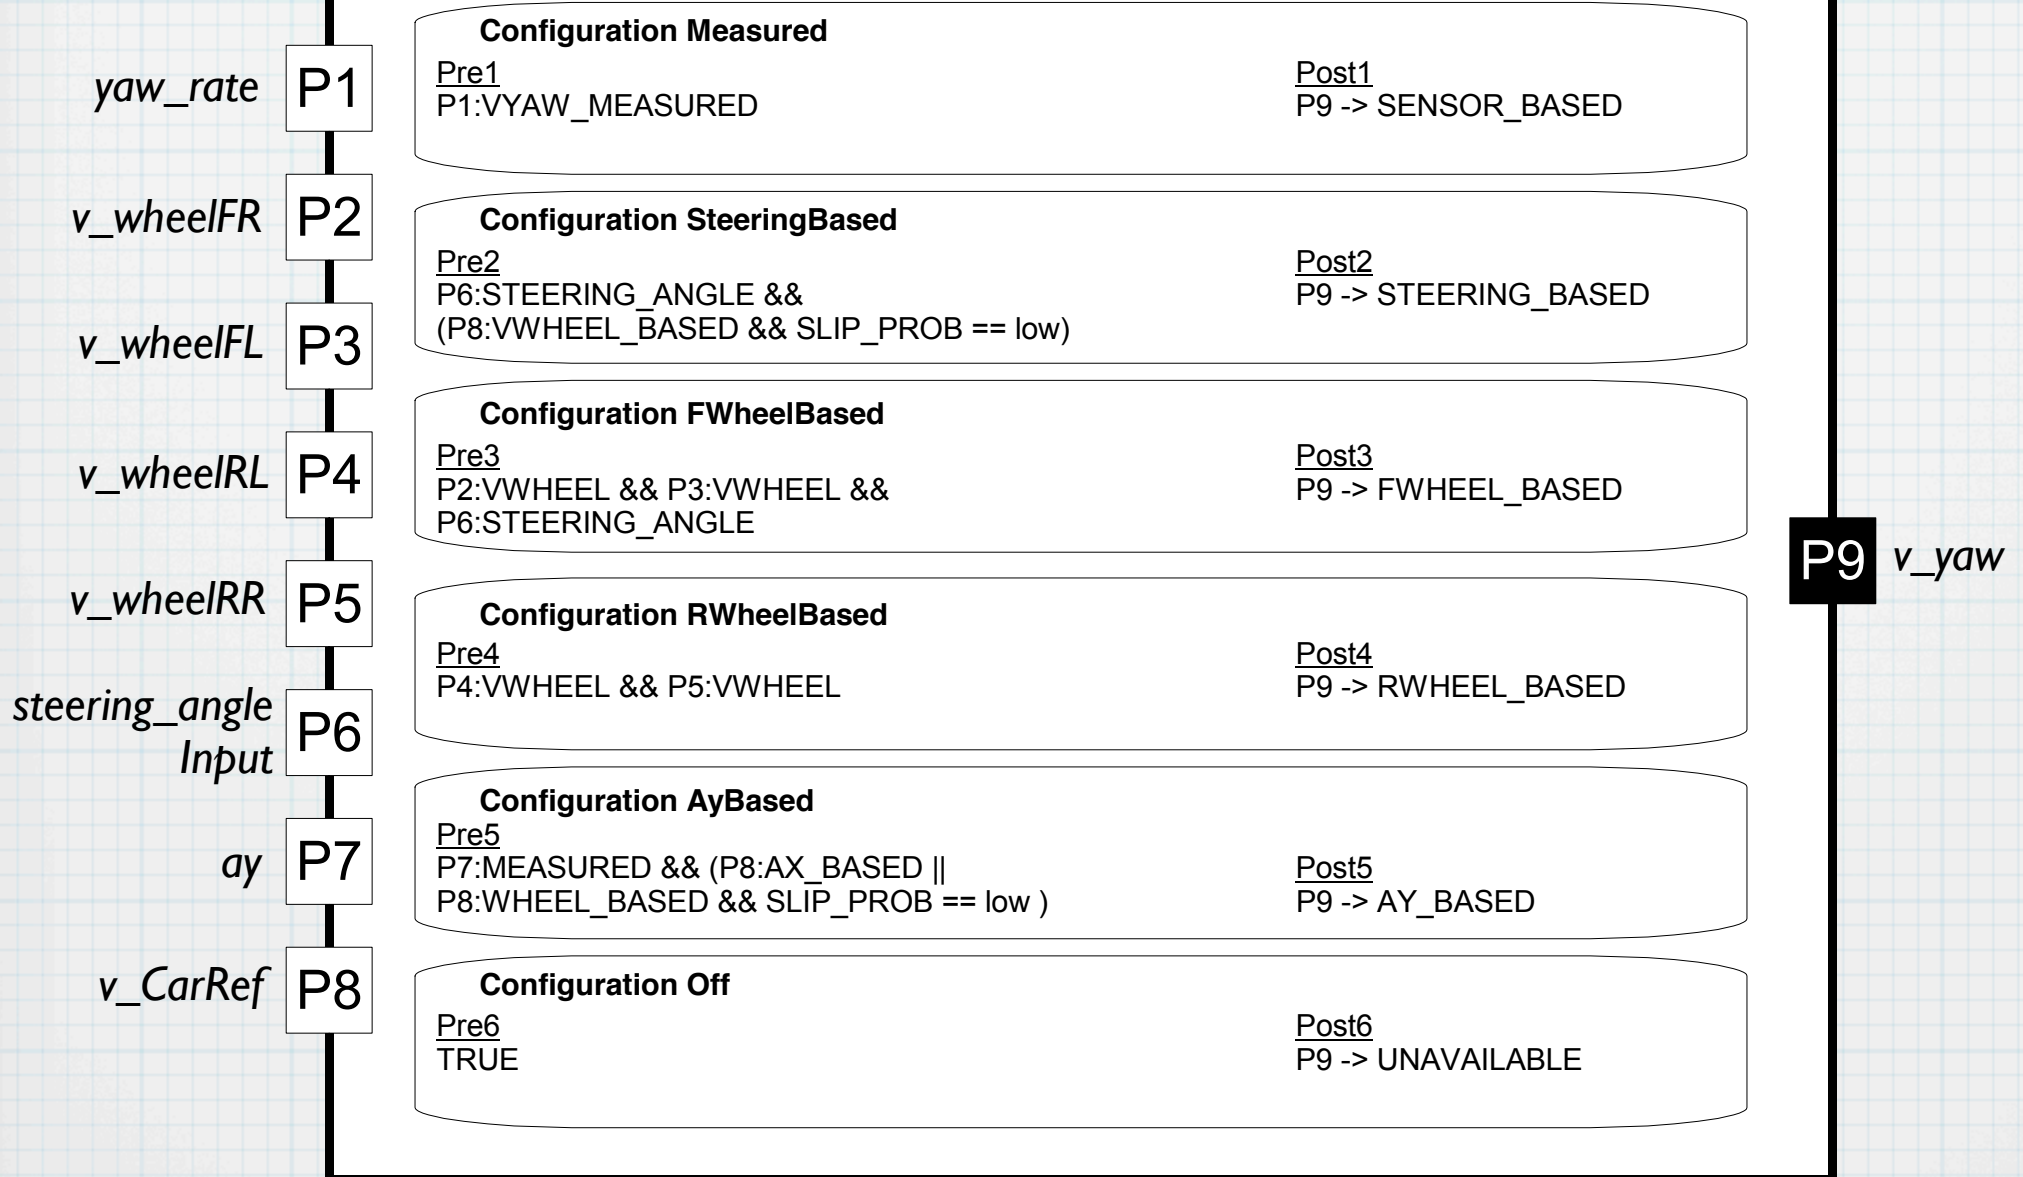 Configuration Measured
yaw_rate
P1
Pre1
P1:VYAW_MEASURED
Post1
P9 -> SENSOR_BASED
v_wheelFR
P2
Configuration SteeringBased
Pre2
P6:STEERING_ANGLE &&
(P8:VWHEEL_BASED && SLIP_PROB == low)
Post2
P9 -> STEERING_BASED
v_wheelFL
P3
Configuration FWheelBased
v_wheelRL
P4
Pre3
P2:VWHEEL && P3:VWHEEL &&
P6:STEERING_ANGLE
Post3
P9 -> FWHEEL_BASED
v_wheelRR
P5
Configuration RWheelBased
Pre4
P4:VWHEEL && P5:VWHEEL
Post4
P9 -> RWHEEL_BASED
steering_angle
Input
P6
Configuration AyBased
ay
P7
Pre5
P7:MEASURED && (P8:AX_BASED ||
P8:WHEEL_BASED && SLIP_PROB == low )
Post5
P9 -> AY_BASED
v_CarRef
P8
Configuration Off
Pre6
TRUE
Post6
P9 -> UNAVAILABLE
P9
v_yaw